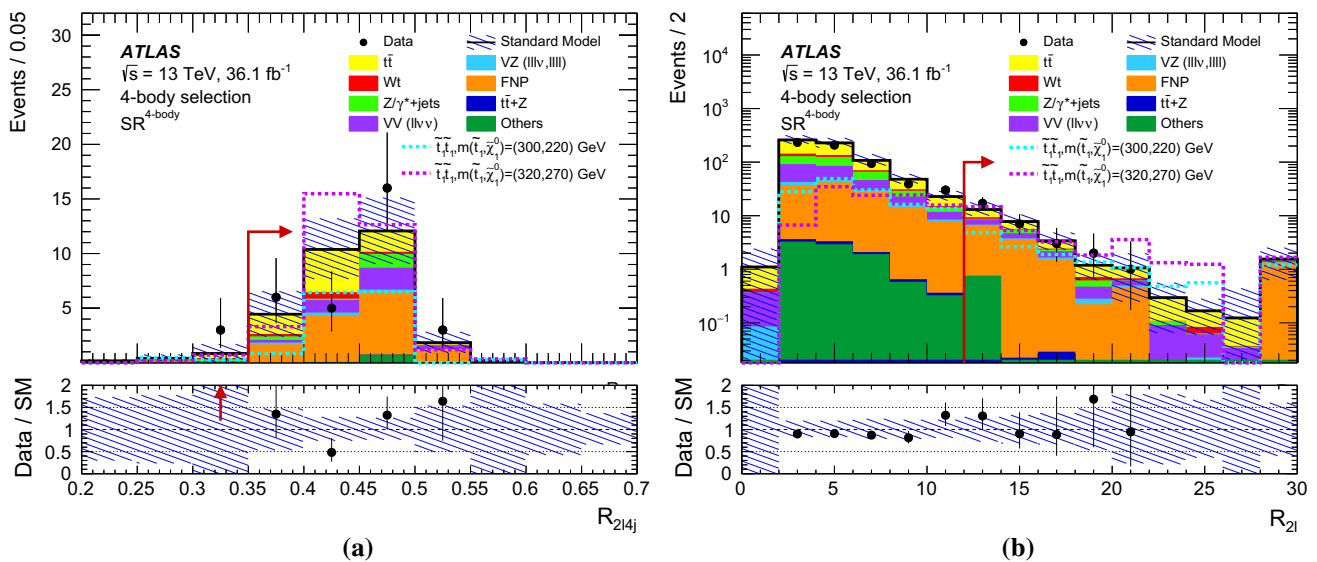 Events / 0.05
30
25
20
15
10
5
ATLAS
√s = 13 TeV, 36.1 fb⁻¹
4-body selection
SR⁴⁻ᵇᵒᵈʸ
Data
Standard Model
tt̄
VZ (lllν,llll)
Wt
FNP
Z/γ*+jets
tt̄+Z
VV (llνν)
Others
t̃₁t̃₁,m(t̃₁,χ̃₁⁰)=(300,220) GeV
t̃₁t̃₁,m(t̃₁,χ̃₁⁰)=(320,270) GeV
Data / SM
2
1.5
1
0.5
0
0.2 0.25 0.3 0.35 0.4 0.45 0.5 0.55 0.6 0.65 0.7
R2l4j
(a)
Events / 2
10⁶
10⁵
10⁴
10³
10²
10
1
10⁻¹
ATLAS
√s = 13 TeV, 36.1 fb⁻¹
4-body selection
SR⁴⁻ᵇᵒᵈʸ
Data
Standard Model
tt̄
VZ (lllν,llll)
Wt
FNP
Z/γ*+jets
tt̄+Z
VV (llνν)
Others
t̃₁t̃₁,m(t̃₁,χ̃₁⁰)=(300,220) GeV
t̃₁t̃₁,m(t̃₁,χ̃₁⁰)=(320,270) GeV
Data / SM
2
1.5
1
0.5
0
0 5 10 15 20 25 30
R2l
(b)